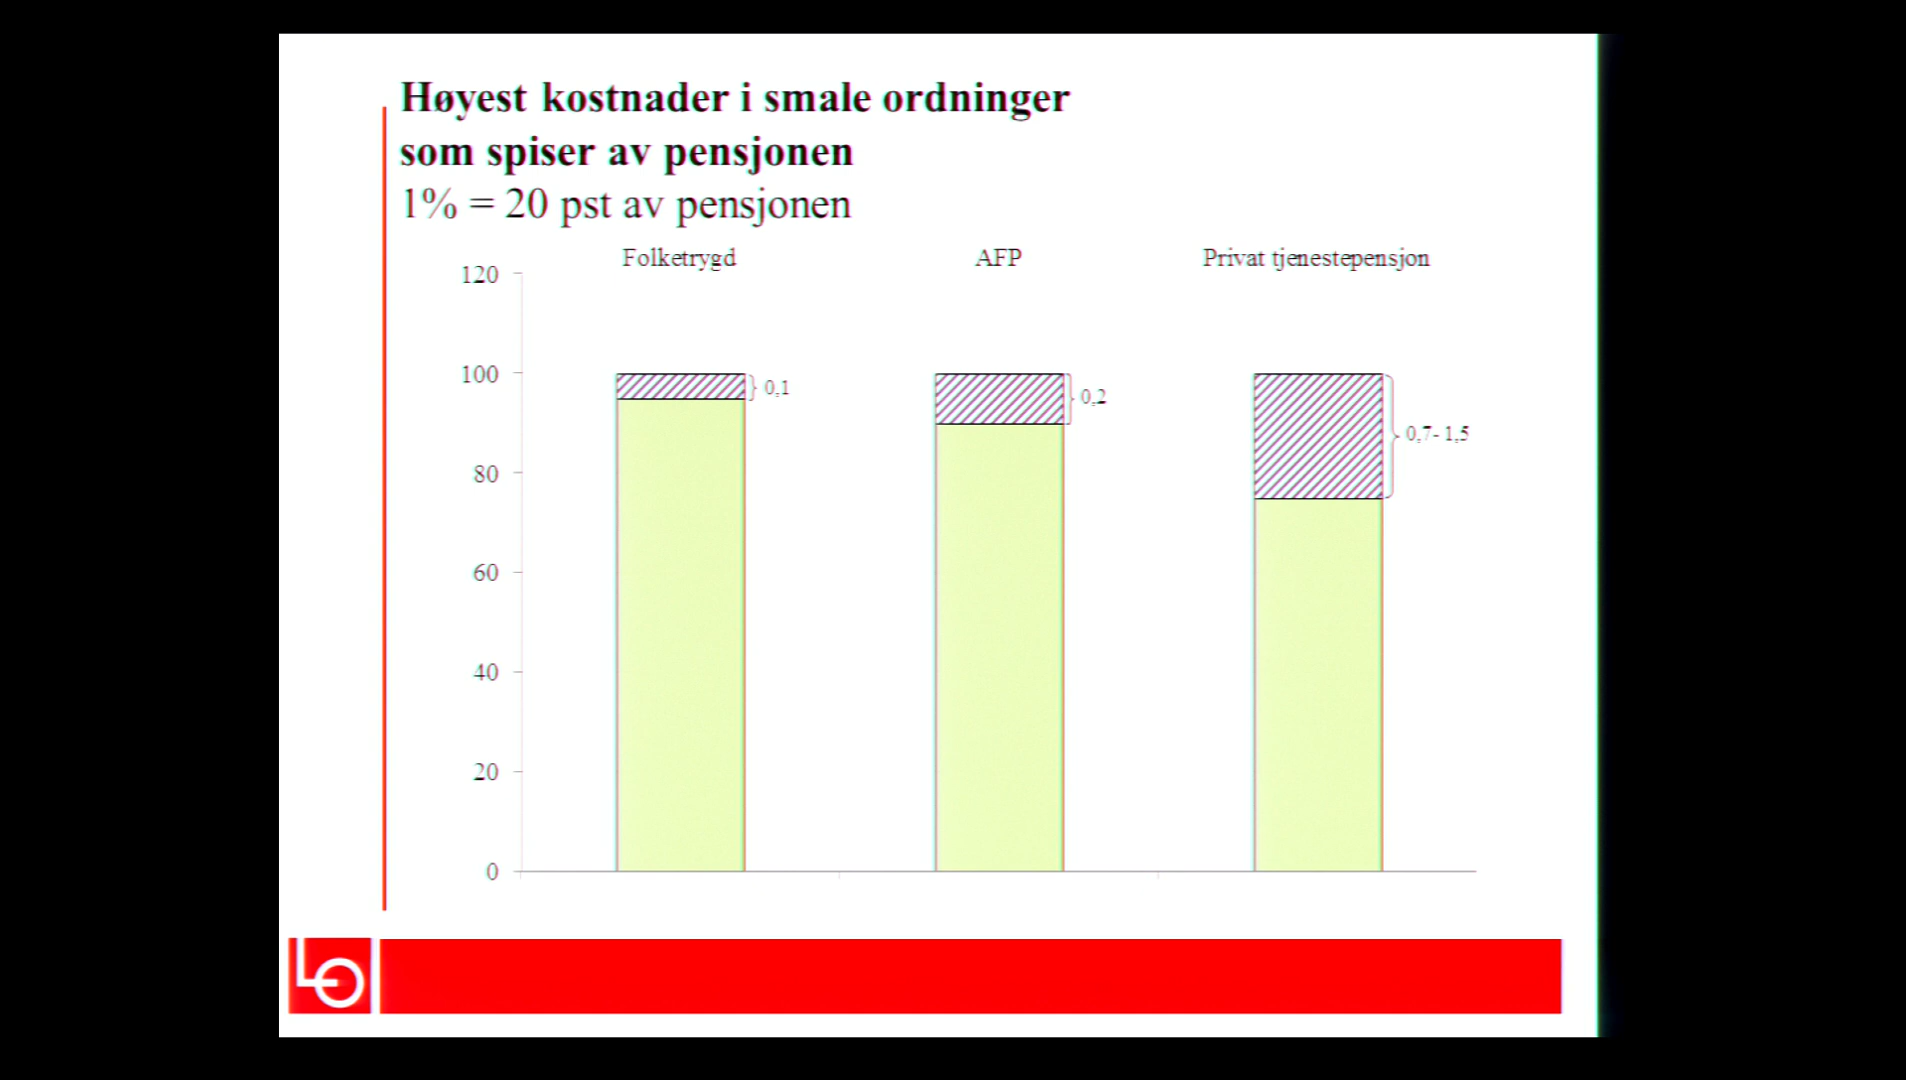 Høyest kostnader i smale ordninger
som spiser av pensjonen
1% = 20 pst av pensjonen
Folketrygd AFP Privat tjenestepensjon
120
100
80
60
40
20
0
0,1
0,2
0,7- 1,5
LO